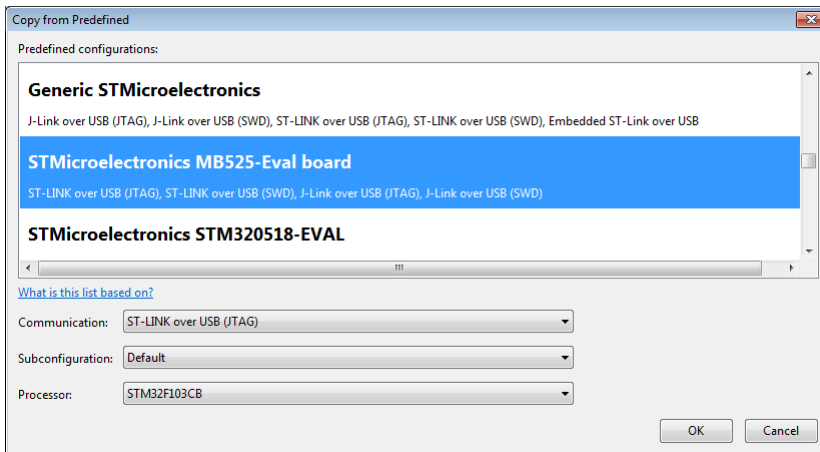 Copy from Predefined
Predefined configurations:
Generic STMicroelectronics
J-Link over USB (JTAG), J-Link over USB (SWD), ST-LINK over USB (JTAG), ST-LINK over USB (SWD), Embedded ST-Link over USB
STMicroelectronics MB525-Eval board
ST-LINK over USB (JTAG), ST-LINK over USB (SWD), J-Link over USB (JTAG), J-Link over USB (SWD)
STMicroelectronics STM320518-EVAL
What is this list based on?
Communication: ST-LINK over USB (JTAG)
Subconfiguration: Default
Processor: STM32F103CB
OK Cancel